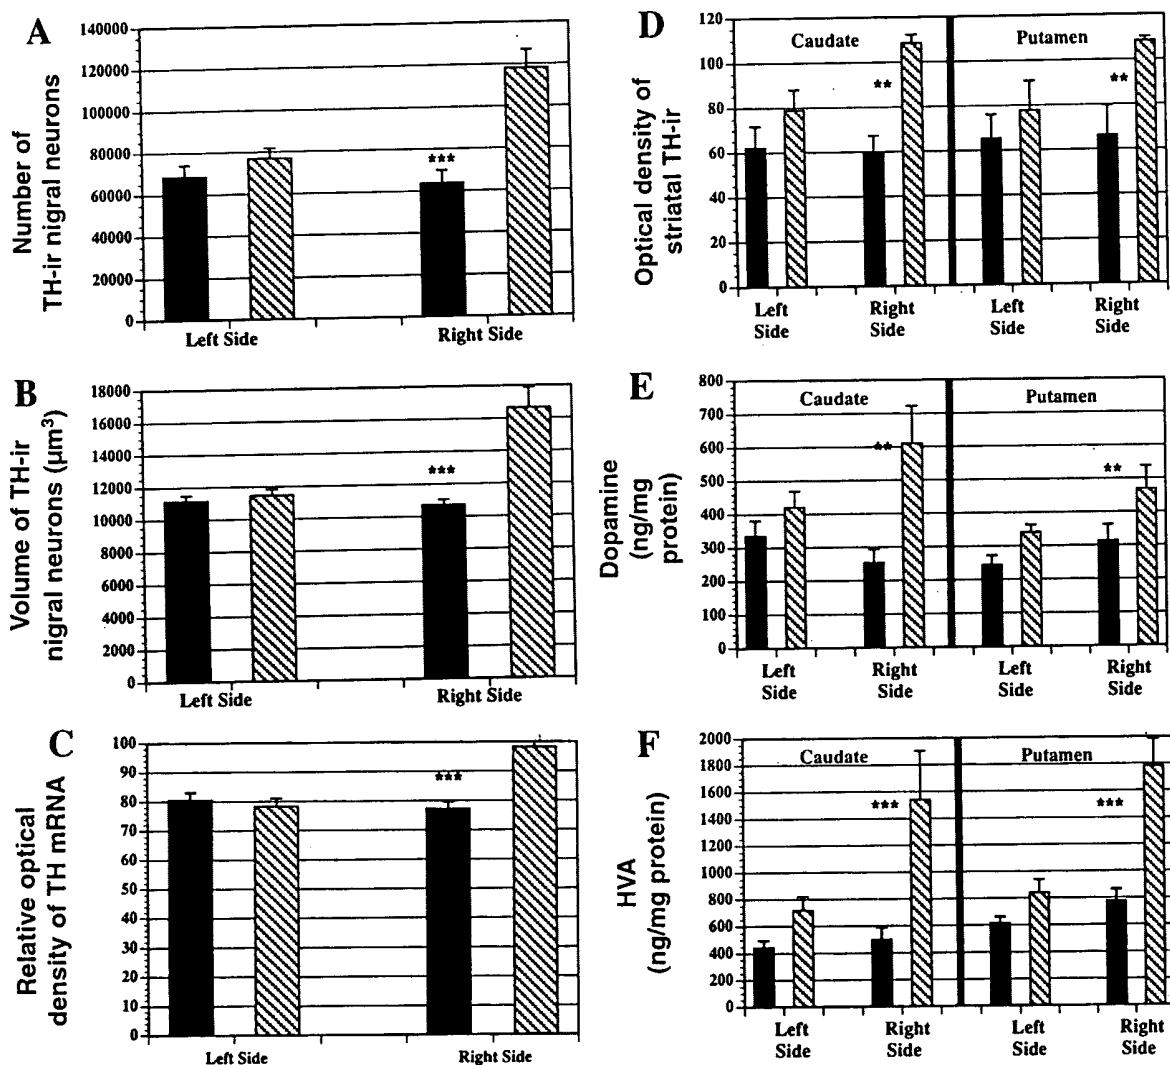 A
Number of
TH-ir nigral neurons
140000
120000
100000
80000
60000
40000
20000
0
***
Left Side
Right Side
B
Volume of TH-ir
nigral neurons (µm³)
18000
16000
14000
12000
10000
8000
6000
4000
2000
0
***
Left Side
Right Side
C
Relative optical
density of TH mRNA
100
90
80
70
60
50
40
30
20
10
0
***
Left Side
Right Side
D
Optical density of
striatal TH-ir
120
100
80
60
40
20
0
Caudate
Putamen
**
**
Left
Side
Right
Side
Left
Side
Right
Side
E
Dopamine
(ng/mg
protein)
800
700
600
500
400
300
200
100
0
Caudate
Putamen
**
**
Left
Side
Right
Side
Left
Side
Right
Side
F
HVA
(ng/mg protein)
2000
1800
1600
1400
1200
1000
800
600
400
200
0
Caudate
Putamen
***
***
Left
Side
Right
Side
Left
Side
Right
Side